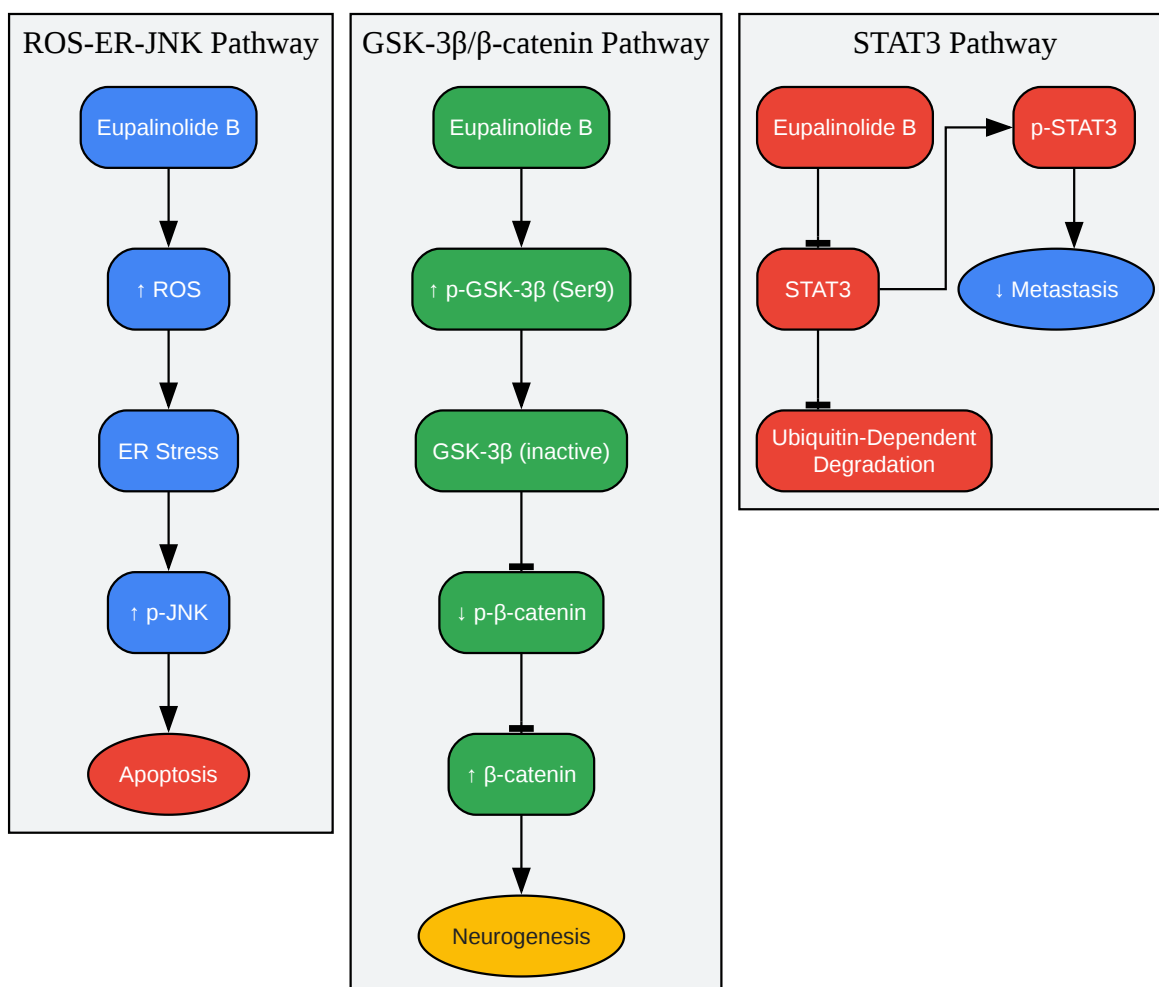 ROS-ER-JNK Pathway
Eupalinolide B
↑ ROS
ER Stress
↑ p-JNK
Apoptosis
GSK-3β/β-catenin Pathway
Eupalinolide B
↑ p-GSK-3β (Ser9)
GSK-3β (inactive)
↓ p-β-catenin
↑ β-catenin
Neurogenesis
STAT3 Pathway
Eupalinolide B
p-STAT3
STAT3
↓ Metastasis
Ubiquitin-Dependent
Degradation